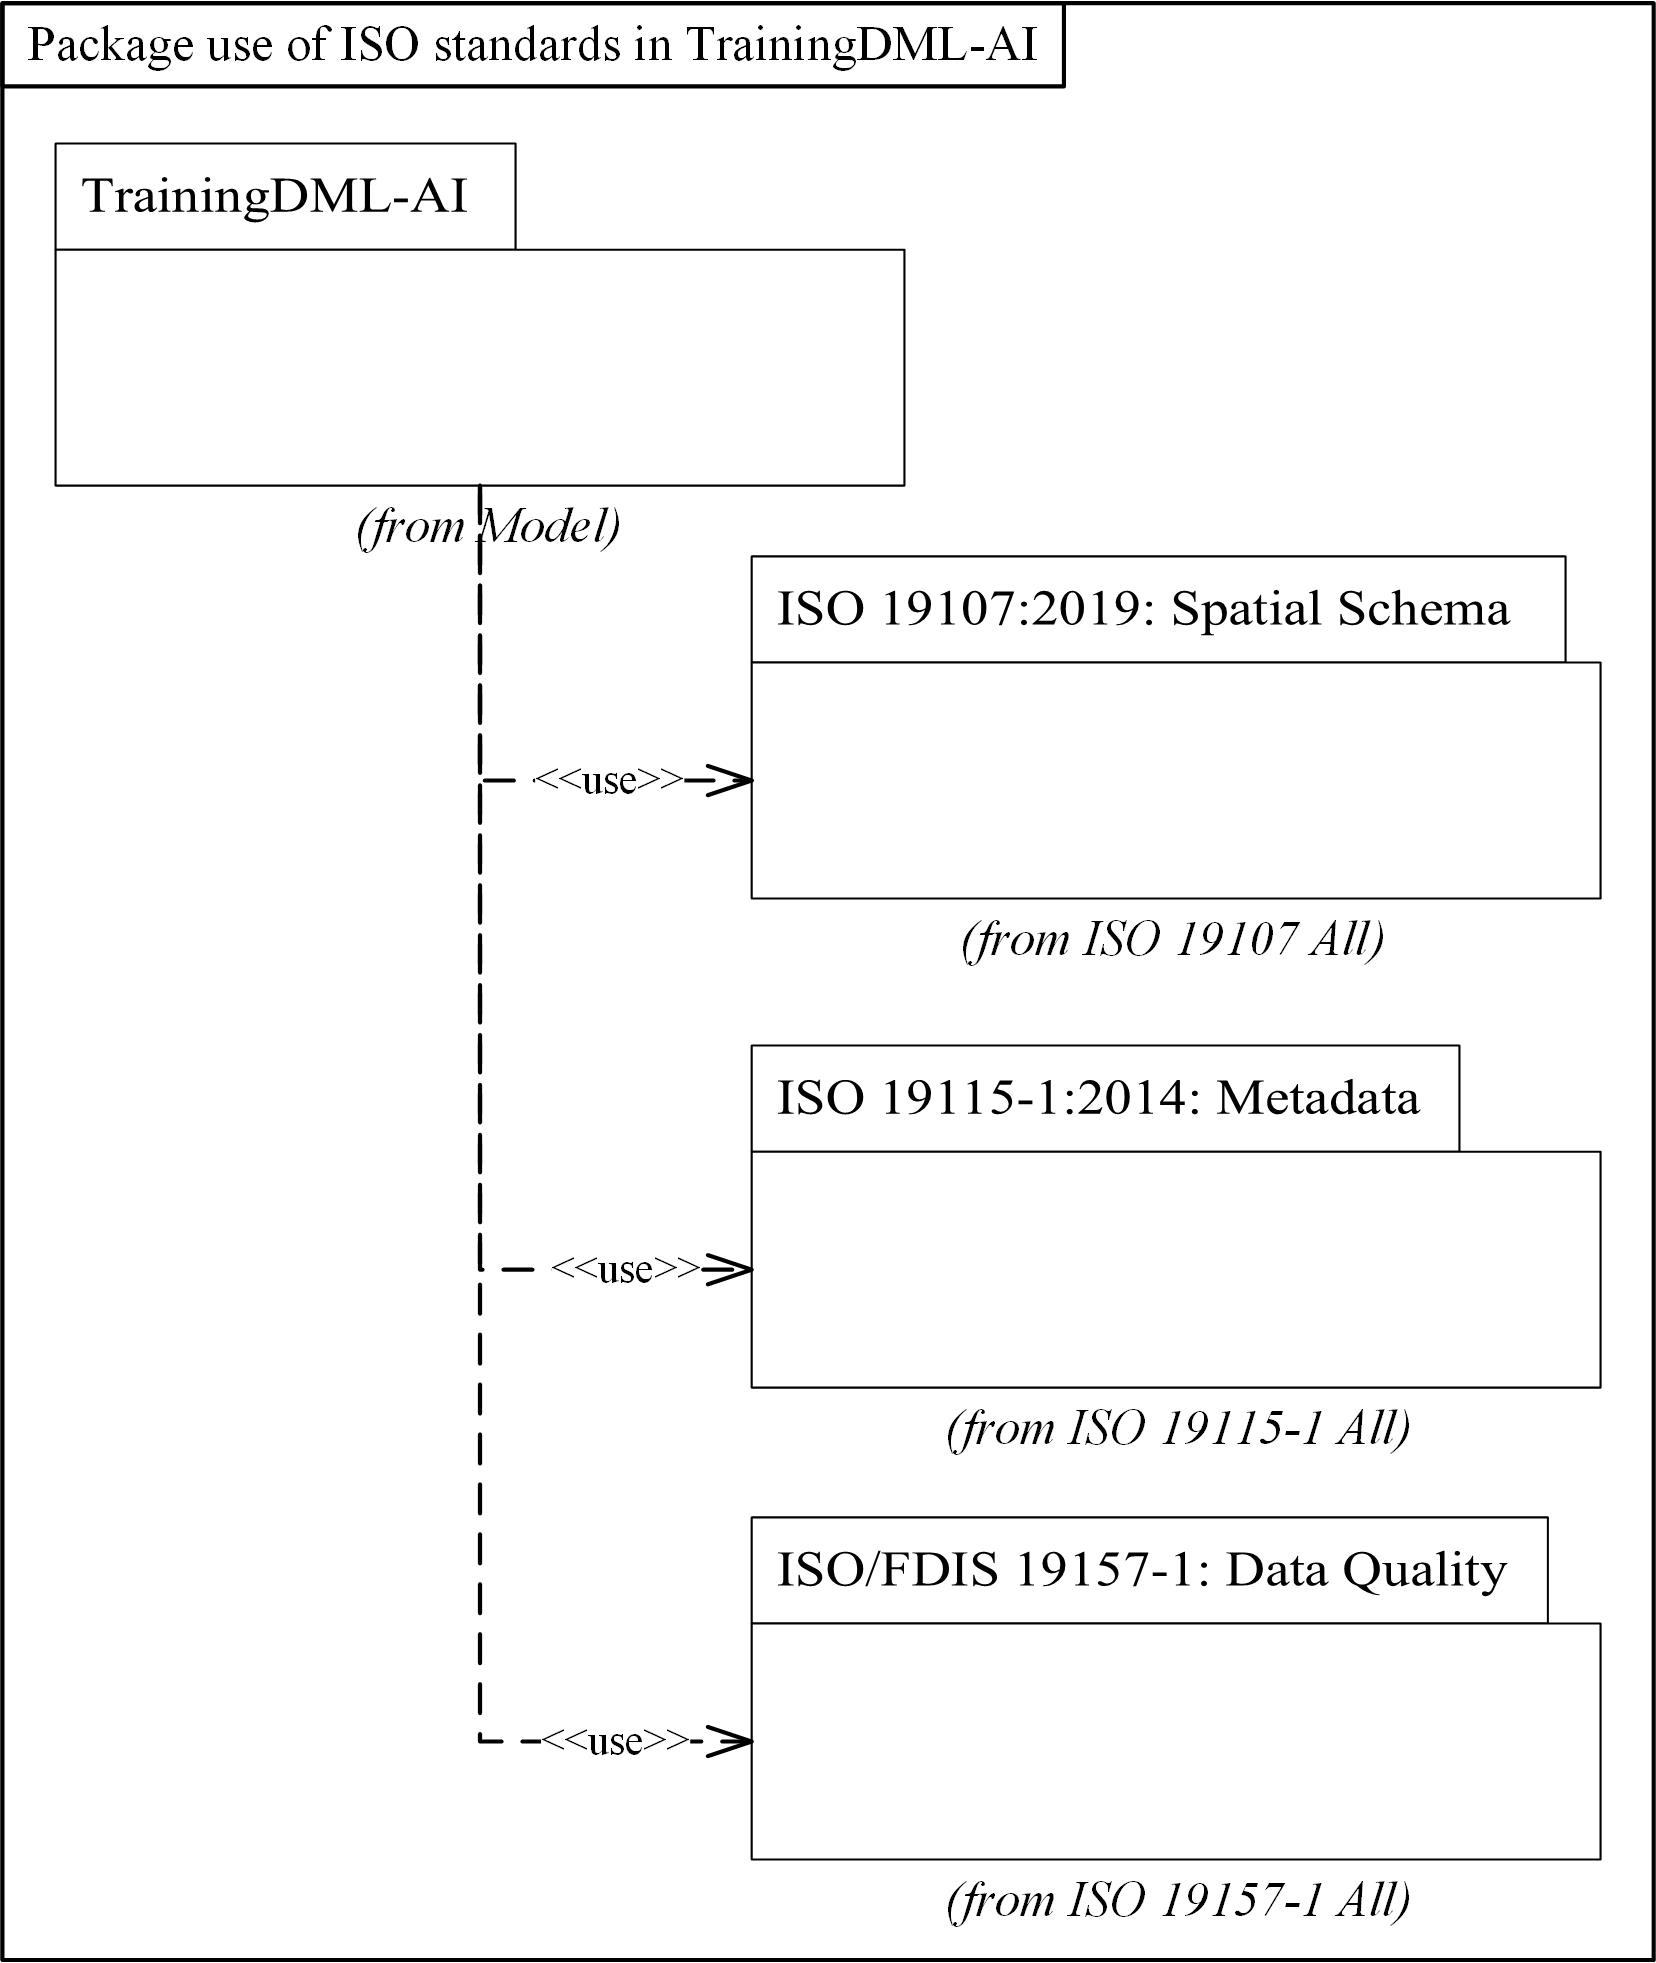 Package use of ISO standards in TrainingDML-AI
TrainingDML-AI
(from Model)
ISO 19107:2019: Spatial Schema
<<use>>
(from ISO 19107 All)
ISO 19115-1:2014: Metadata
<<use>>
(from ISO 19115-1 All)
ISO/FDIS 19157-1: Data Quality
<<use>>
(from ISO 19157-1 All)